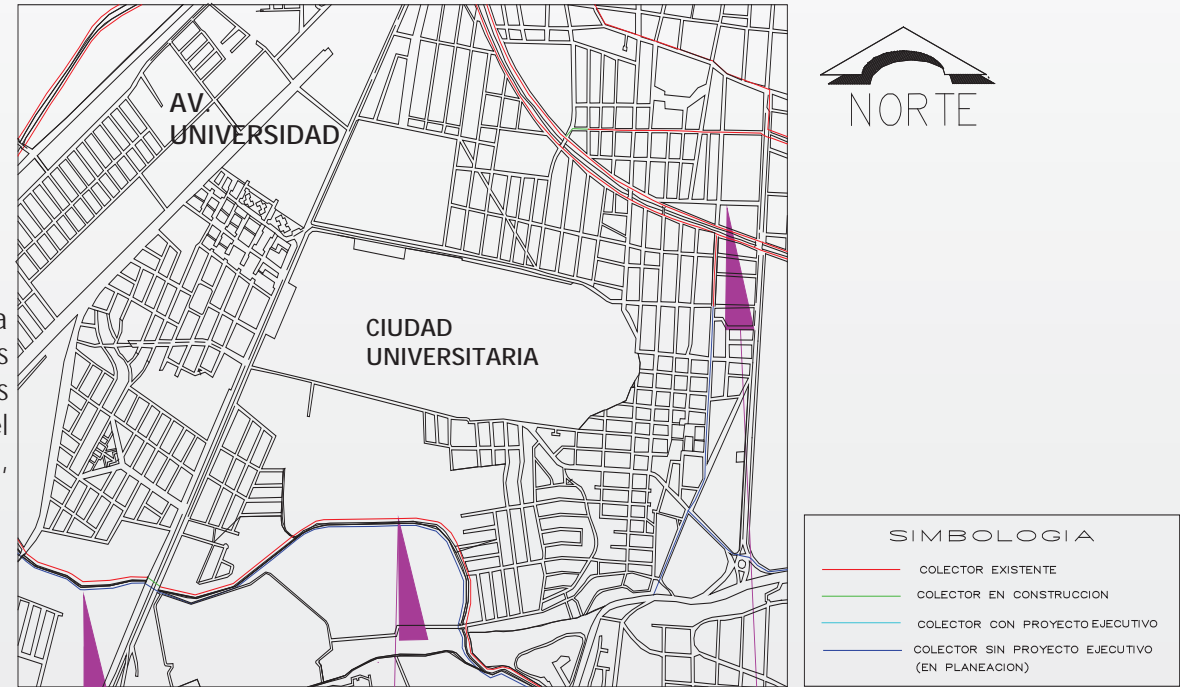 AV.
UNIVERSIDAD
CIUDAD
UNIVERSITARIA
a
s
s
el
,
NORTE
SIMBOLOGIA
COLECTOR EXISTENTE
COLECTOR EN CONSTRUCCION
COLECTOR CON PROYECTO EJECUTIVO
COLECTOR SIN PROYECTO EJECUTIVO
(EN PLANEACION)